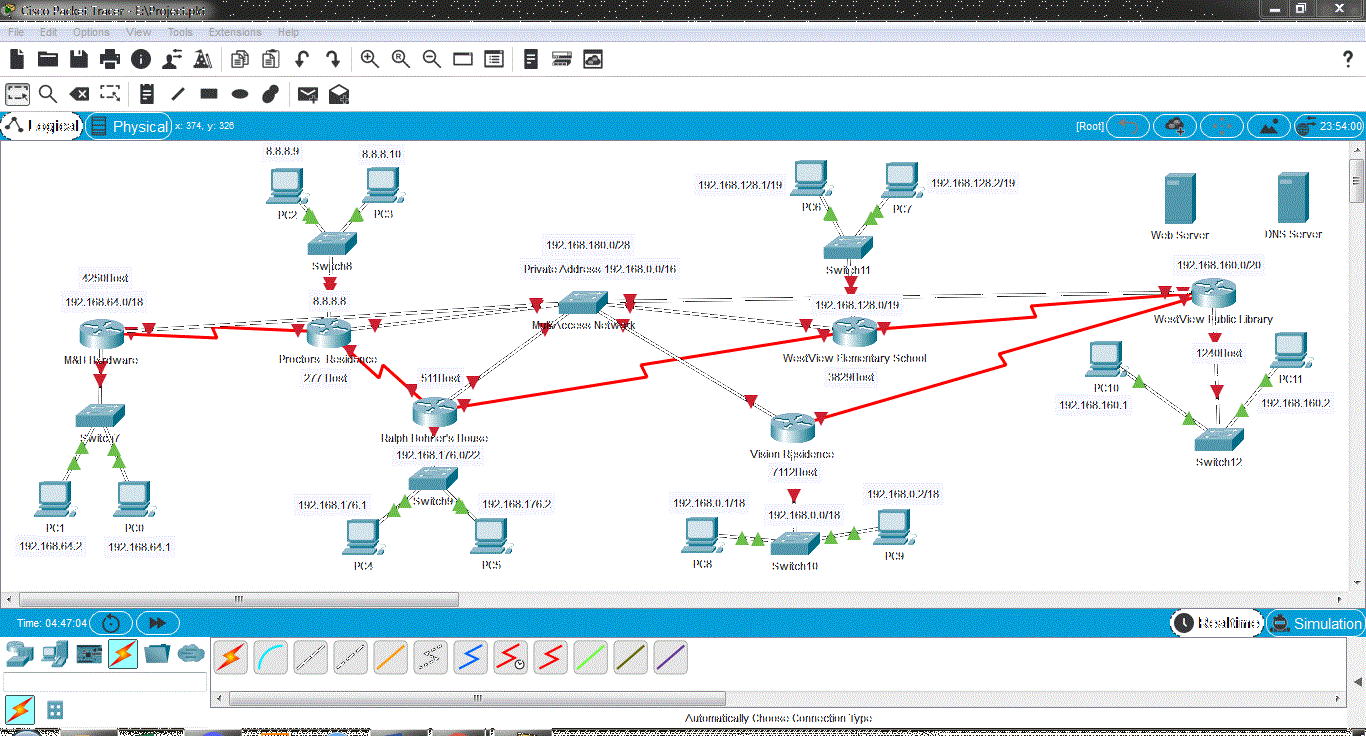 Cisco Packet Tracer - EAProject.pkt
File Edit Options View Tools Extensions Help
Logical
Physical
x: 374, y: 326
[Root]
23:54:00
8.8.8.9
8.8.8.10
PC2
PC3
Switch8
8.8.8.8
Proctors' Residence
277 Host
4250Host
192.168.64.0/18
M&H Hardware
Switch7
PC1
PC0
192.168.64.2
192.168.64.1
192.168.180.0/28
Private Address 192.168.0.0/16
Network
511Host
Ralph Bohner's House
192.168.176.0/22
Switch9
192.168.176.1
192.168.176.2
PC4
PC5
192.168.128.1/19
192.168.128.2/19
PC6
PC7
Switch11
192.168.128.0/19
WestView Elementary School
3829Host
Vision Residence
7112Host
192.168.0.1/18
192.168.0.2/18
192.168.0.0/18
PC8
PC9
Switch10
Web Server
DNS Server
192.168.160.0/20
WestView Public Library
1240Host
PC10
PC11
192.168.160.1
192.168.160.2
Switch12
Time: 04:47:04
Realtime
Simulation
Automatically Choose Connection Type